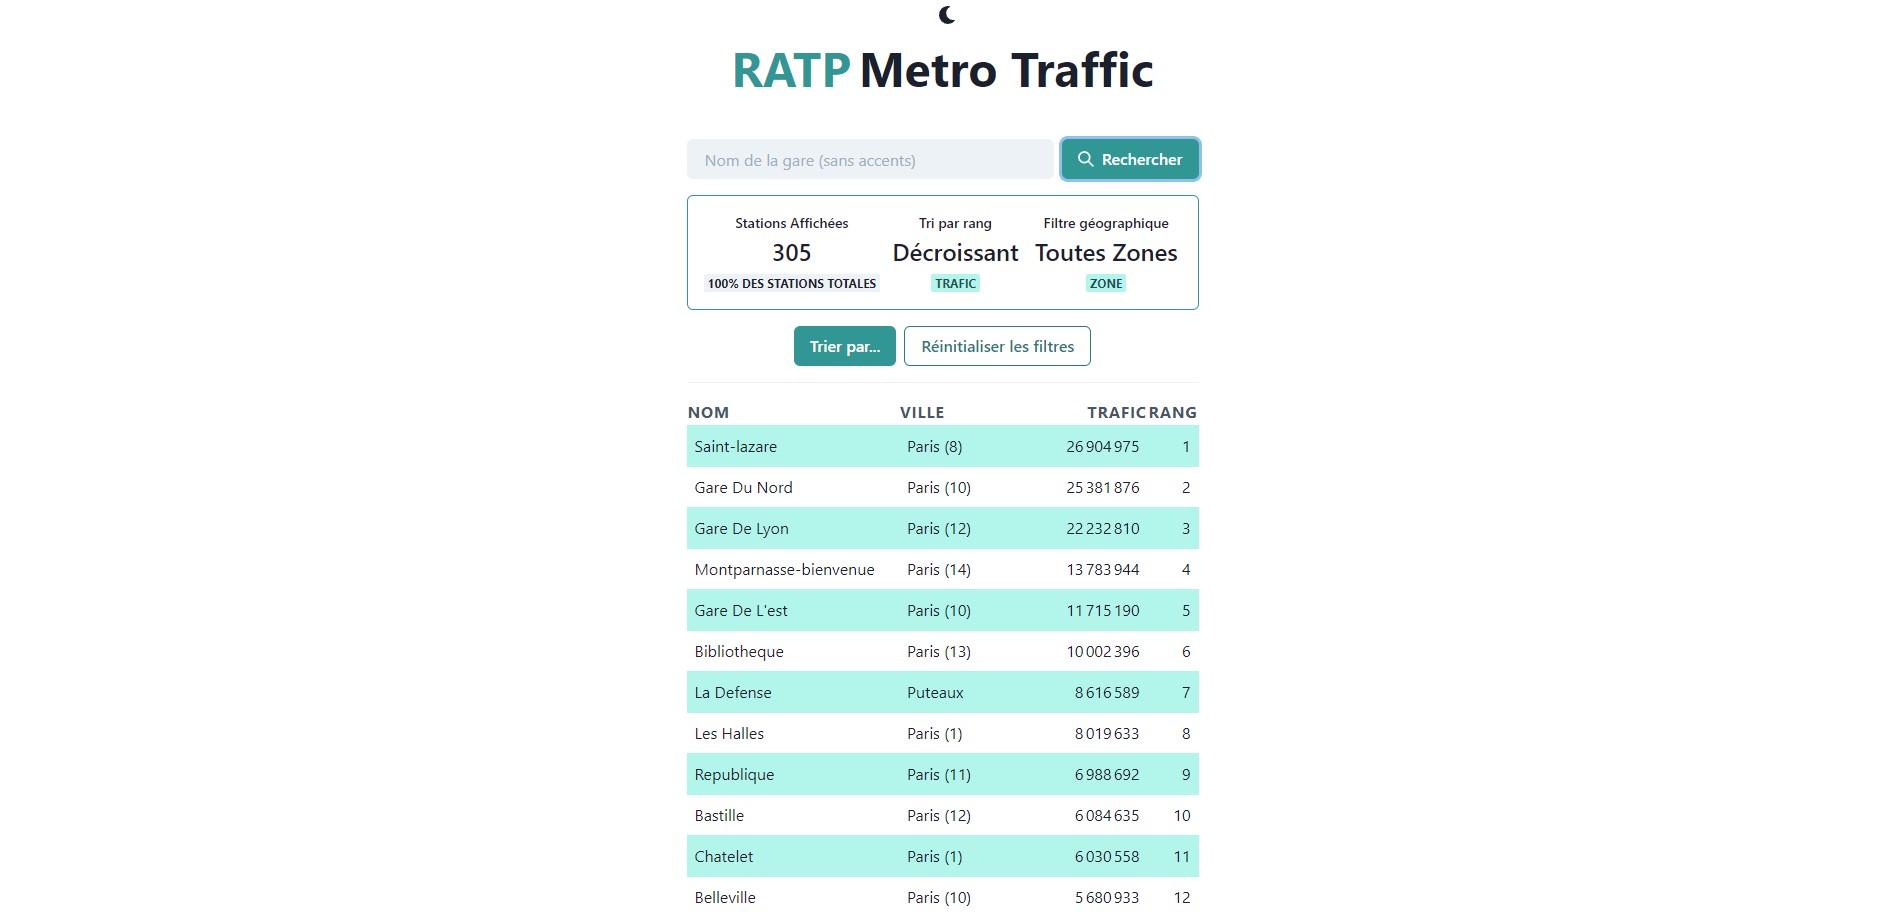 RATP Metro Traffic
Nom de la gare (sans accents)
Rechercher
Stations Affichées Tri par rang Filtre géographique
305 Décroissant Toutes Zones
100% DES STATIONS TOTALES TRAFIC ZONE
Trier par... Réinitialiser les filtres
NOM VILLE TRAFIC RANG
Saint-lazare Paris (8) 26 904 975 1
Gare Du Nord Paris (10) 25 381 876 2
Gare De Lyon Paris (12) 22 232 810 3
Montparnasse-bienvenue Paris (14) 13 783 944 4
Gare De L'est Paris (10) 11 715 190 5
Bibliotheque Paris (13) 10 002 396 6
La Defense Puteaux 8 616 589 7
Les Halles Paris (1) 8 019 633 8
Republique Paris (11) 6 988 692 9
Bastille Paris (12) 6 084 635 10
Chatelet Paris (1) 6 030 558 11
Belleville Paris (10) 5 680 933 12